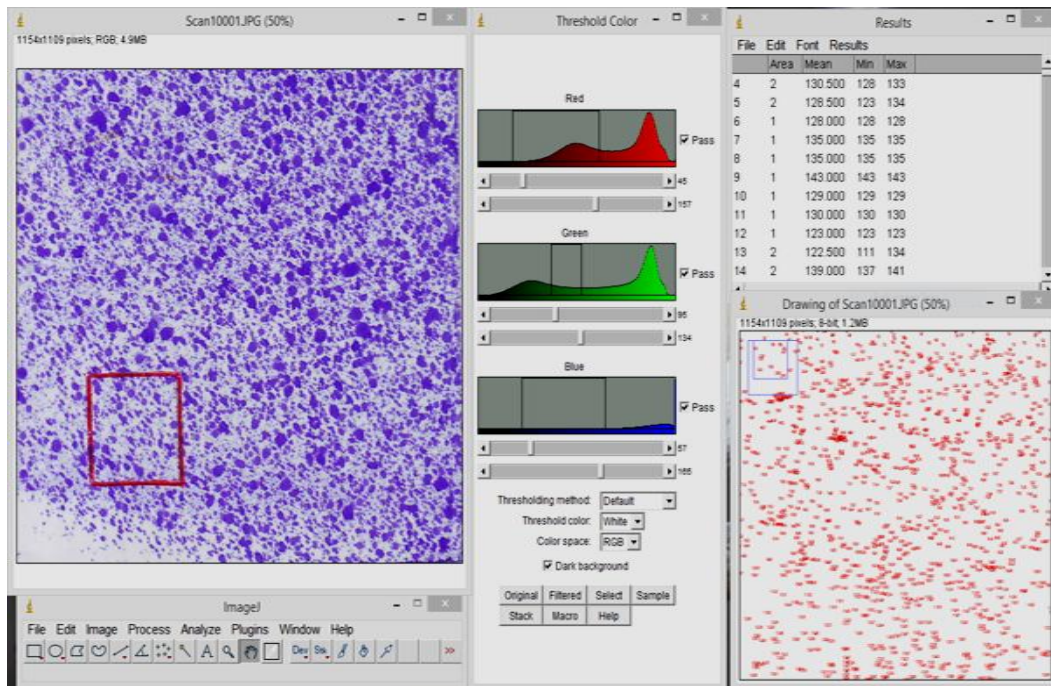 Scan10001.JPG (50%)
1154x1109 pixels; RGB; 4.9MB
Threshold Color
Red
Pass
45
157
Green
Pass
95
134
Blue
Pass
57
165
Thresholding method: Default
Threshold color: White
Color space: RGB
Dark background
Original Filtered Select Sample
Stack Macro Help
Results
File Edit Font Results
Area Mean Min Max
4 2 130.500 128 133
5 2 128.500 123 134
6 1 128.000 128 128
7 1 135.000 135 135
8 1 135.000 135 135
9 1 143.000 143 143
10 1 129.000 129 129
11 1 130.000 130 130
12 1 123.000 123 123
13 2 122.500 111 134
14 2 139.000 137 141
Drawing of Scan10001.JPG (50%)
1154x1109 pixels; 8-bit; 1.2MB
ImageJ
File Edit Image Process Analyze Plugins Window Help
A Dev Stk >>